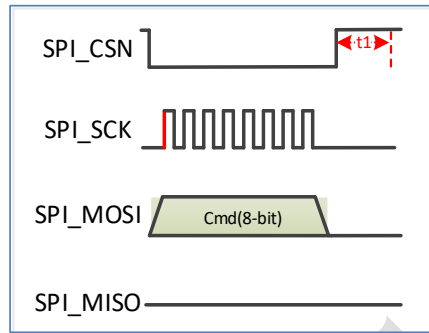 SPI_CSN
t1
SPI_SCK
SPI_MOSI
Cmd(8-bit)
SPI_MISO